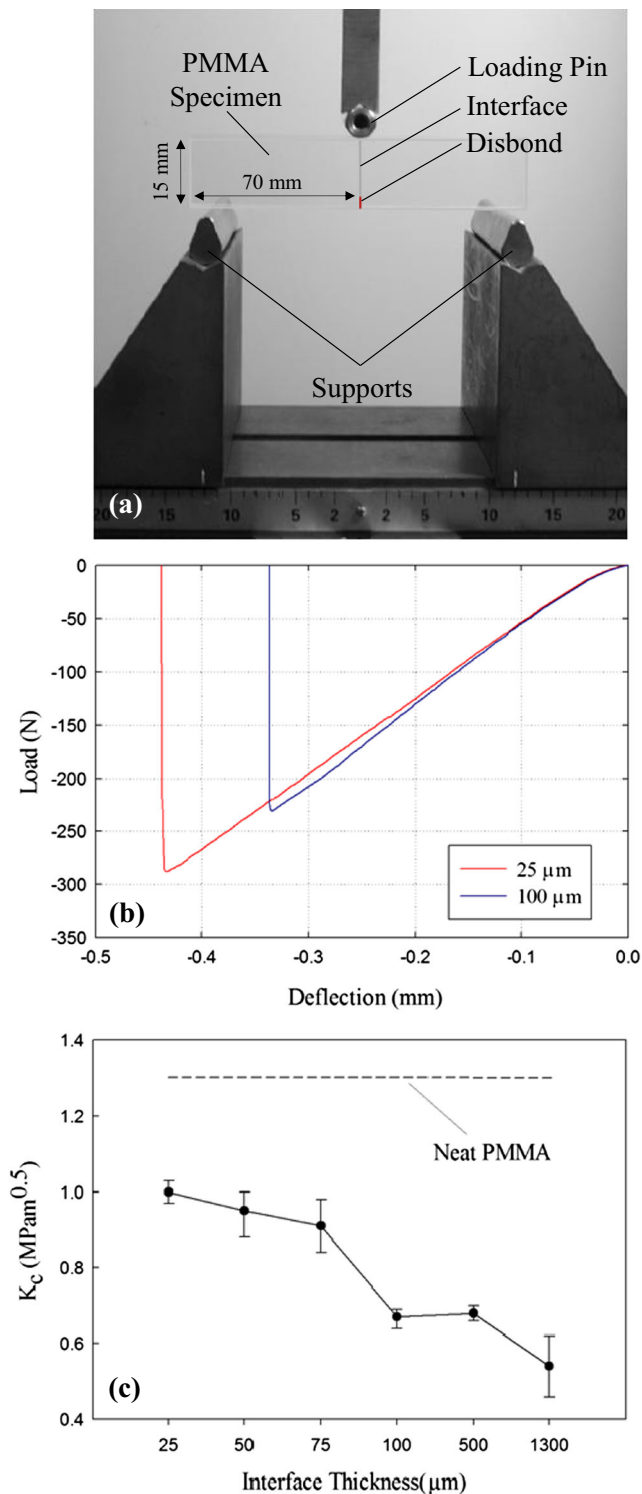 PMMA
Specimen
Loading Pin
Interface
Disbond
15 mm
70 mm
Supports
(a)
20 15 10 5 2 2 5 10 15 20
0
-50
-100
-150
-200
-250
-300
-350
Load (N)
25 µm
100 µm
(b)
-0.5 -0.4 -0.3 -0.2 -0.1 0.0
Deflection (mm)
1.4
1.2
1.0
0.8
0.6
0.4
K_C (MPam^0.5)
Neat PMMA
(c)
25 50 75 100 500 1300
Interface Thickness(µm)